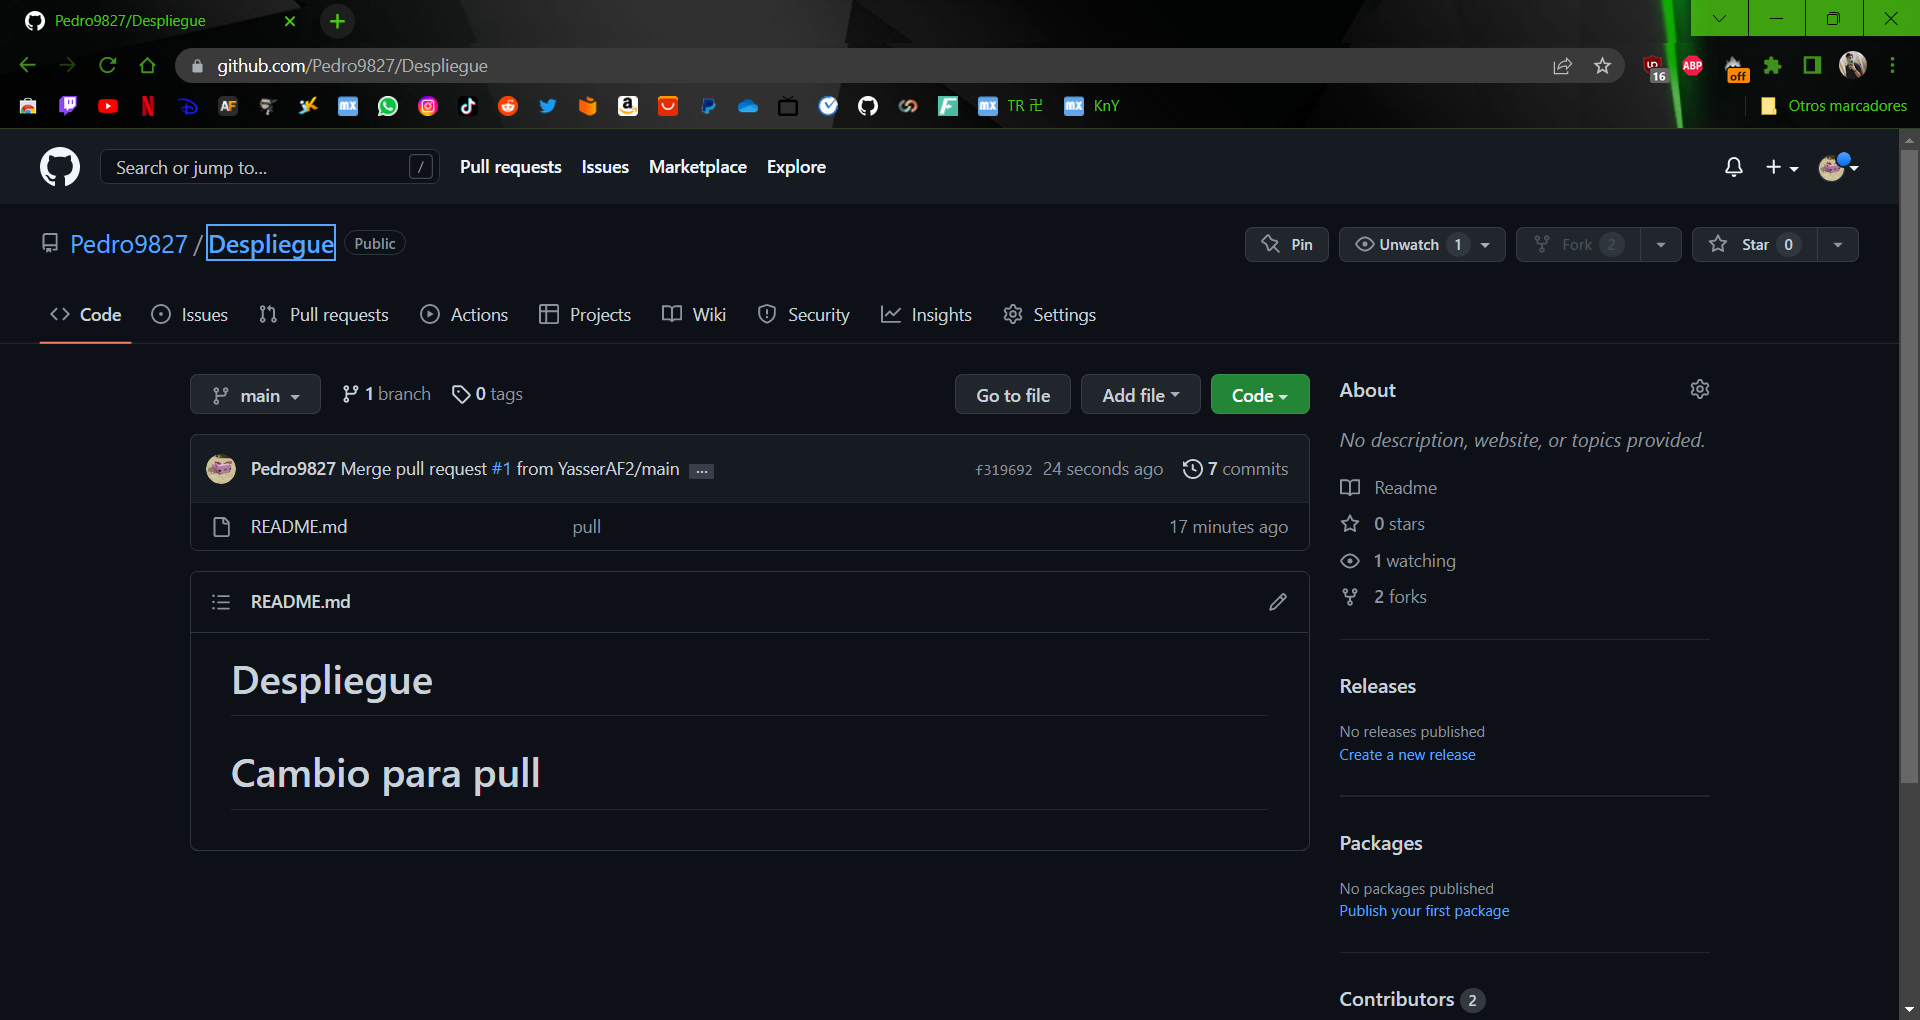 Pedro9827/Despliegue
github.com/Pedro9827/Despliegue
16
ABP
off
AF
mx
mx TR 卍
mx KnY
Otros marcadores
Search or jump to... /
Pull requests Issues Marketplace Explore
Pedro9827 / Despliegue Public
Pin
Unwatch 1
Fork 2
Star 0
Code Issues Pull requests Actions Projects Wiki Security Insights Settings
main 1 branch 0 tags
Go to file Add file Code
Pedro9827 Merge pull request #1 from YasserAF2/main ... f319692 24 seconds ago 7 commits
README.md pull 17 minutes ago
README.md
Despliegue
Cambio para pull
About
No description, website, or topics provided.
Readme
0 stars
1 watching
2 forks
Releases
No releases published
Create a new release
Packages
No packages published
Publish your first package
Contributors 2